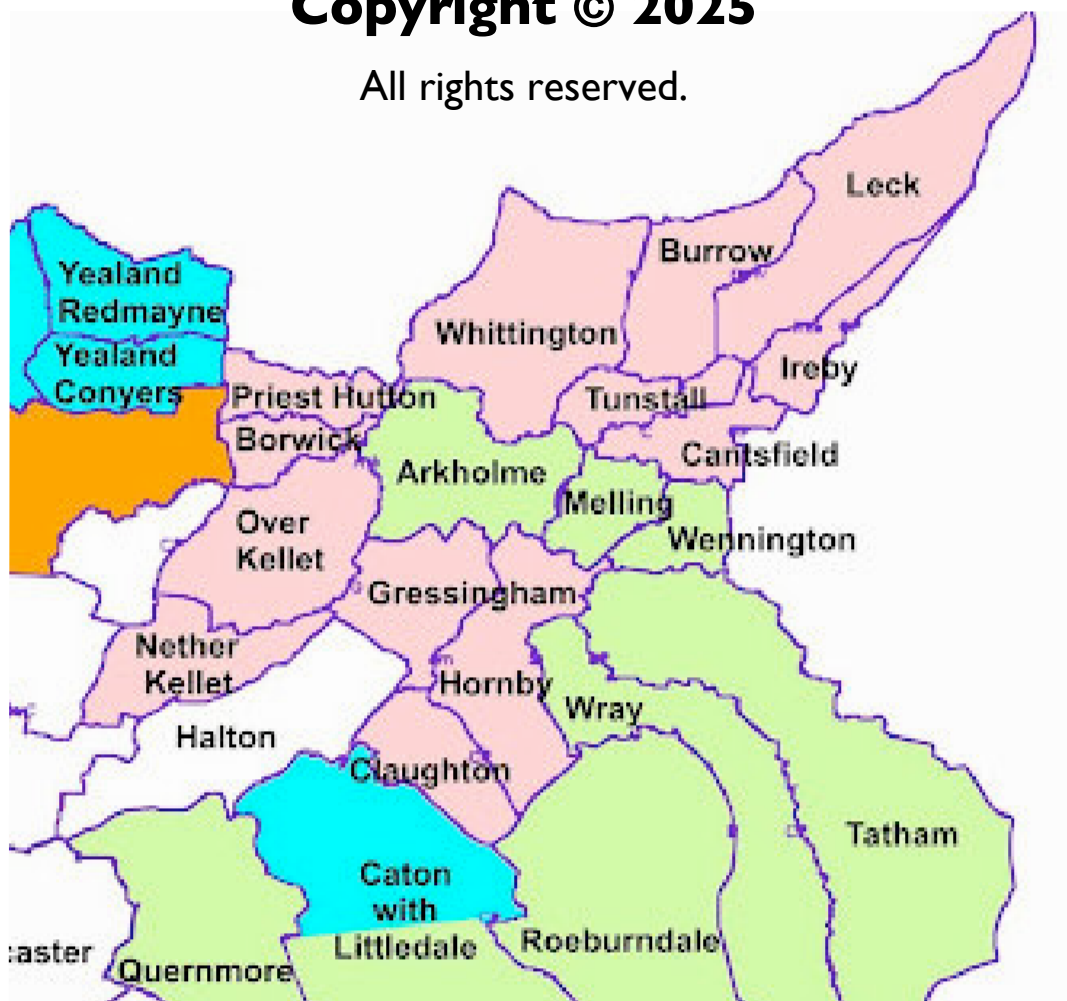 Copyright © 2025
All rights reserved.
Leck
Burrow
Yealand
Redmayne
Whittington
Yealand
Conyers
Ireby
Priest Hutton
Tunstall
Borwick
Cantsfield
Arkholme
Melling
Over
Kellet
Wennington
Gressingham
Nether
Kellet
Hornby
Wray
Halton
Claughton
Tatham
Caton
with
Littledale
Roeburndale
caster
Quernmore